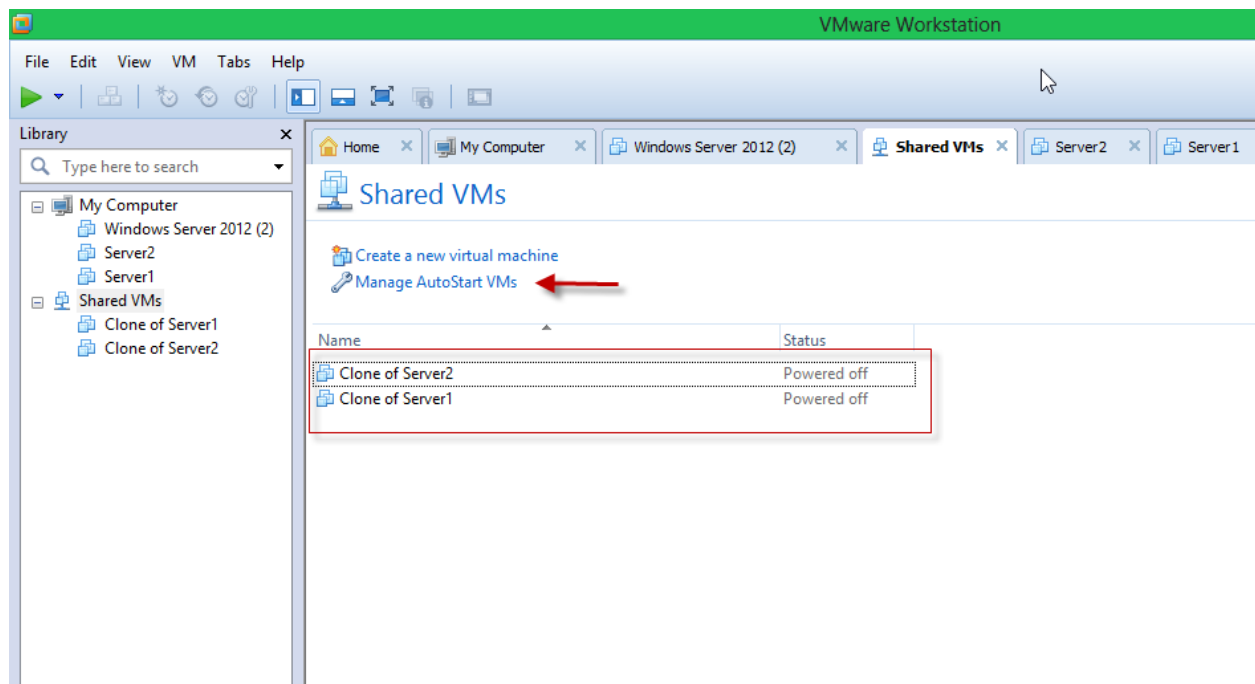 VMware Workstation
File Edit View VM Tabs Help
Library
Type here to search
My Computer
Windows Server 2012 (2)
Server2
Server1
Shared VMs
Clone of Server1
Clone of Server2
Home My Computer Windows Server 2012 (2) Shared VMs Server2 Server1
Shared VMs
Create a new virtual machine
Manage AutoStart VMs
Name Status
Clone of Server2 Powered off
Clone of Server1 Powered off